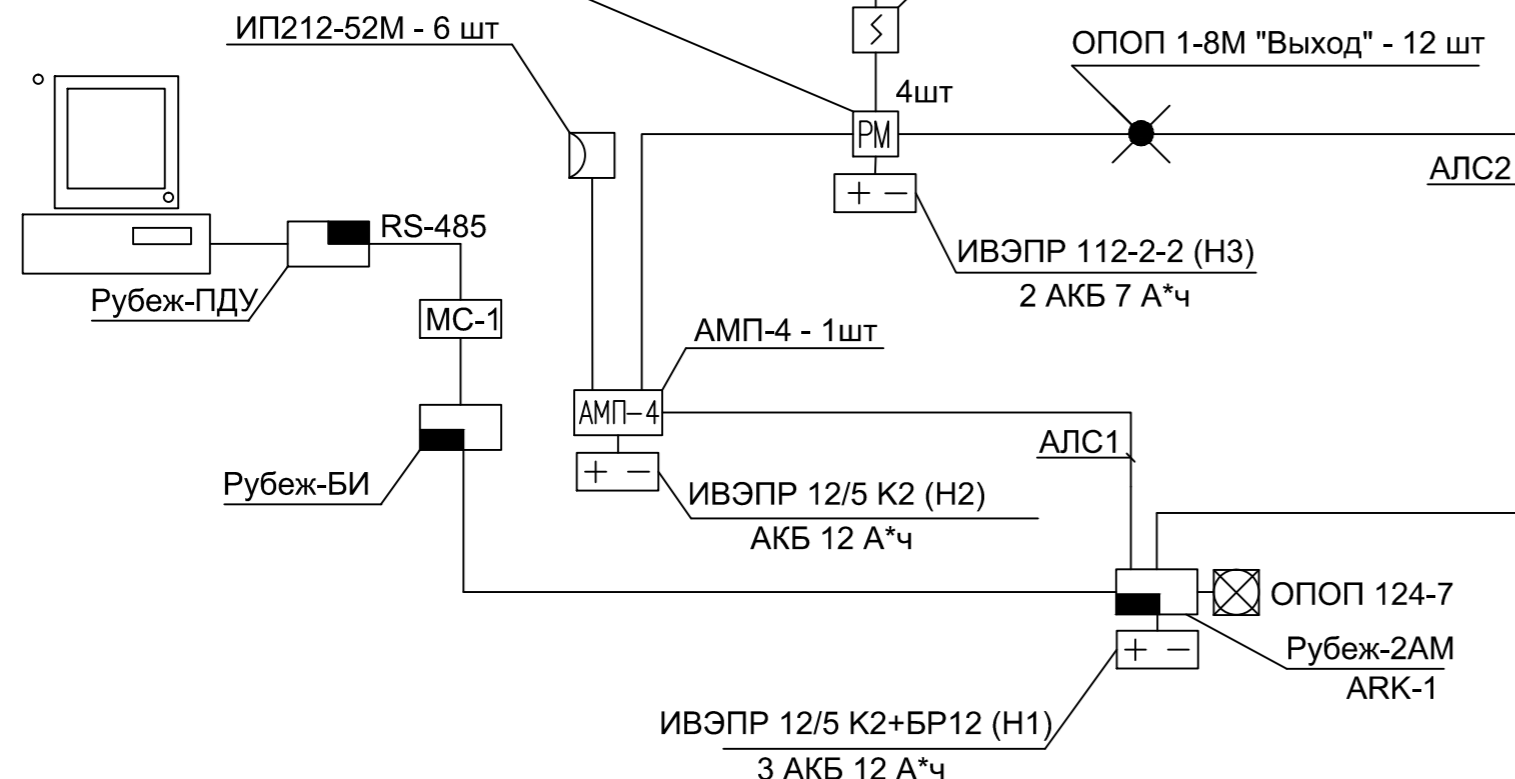 ИП212-52М - 6 шт
ОПОП 1-8М "Выход" - 12 шт
4шт
РМ
АЛС2
+ −
RS-485
ИВЭПР 112-2-2 (Н3)
2 АКБ 7 А*ч
Рубеж-ПДУ
МС-1
АМП-4 - 1шт
АМП-4
АЛС1
+ −
Рубеж-БИ
ИВЭПР 12/5 К2 (Н2)
АКБ 12 А*ч
ОПОП 124-7
+ −
Рубеж-2АМ
ARK-1
ИВЭПР 12/5 К2+БР12 (Н1)
3 АКБ 12 А*ч